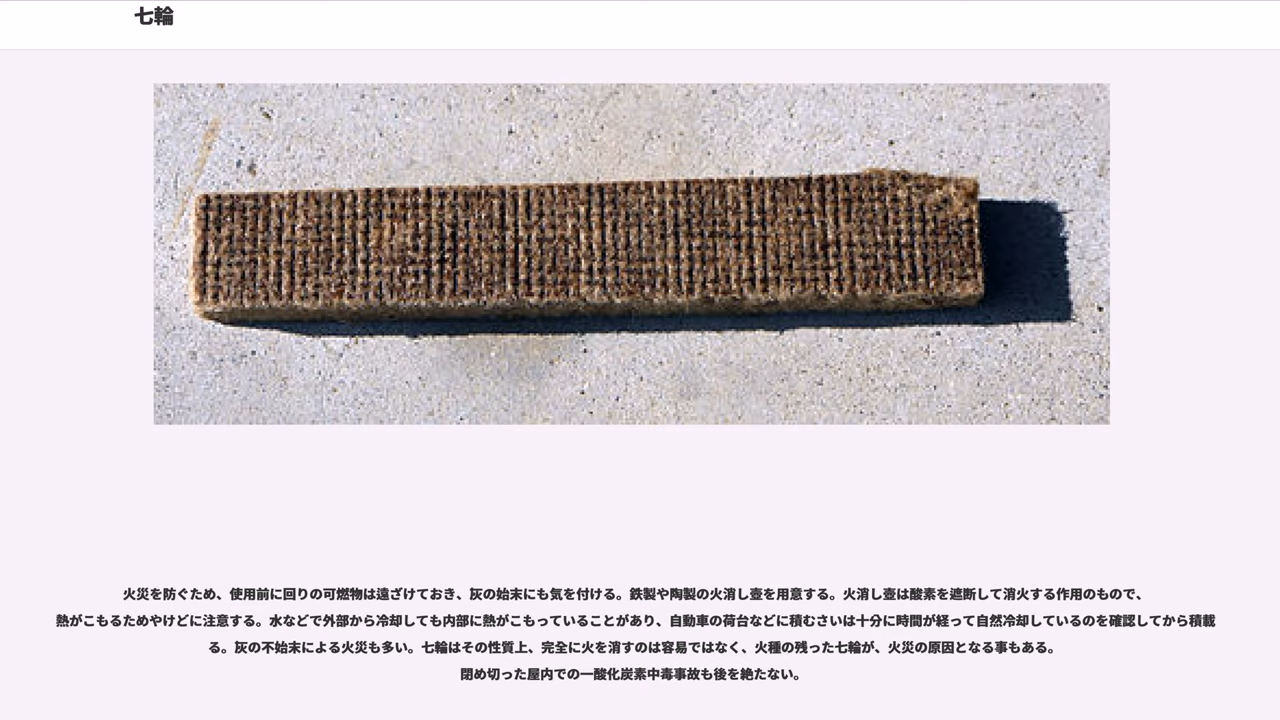 七輪
火災を防ぐため、使用前に回りの可燃物は遠ざけておき、灰の始末にも気を付ける。鉄製や陶製の火消し壺を用意する。火消し壺は酸素を遮断して消火する作用のもので、
熱がこもるためやけどに注意する。水などで外部から冷却しても内部に熱がこもっていることがあり、自動車の荷台などに積むさいは十分に時間が経って自然冷却しているのを確認してから積載
る。灰の不始末による火災も多い。七輪はその性質上、完全に火を消すのは容易ではなく、火種の残った七輪が、火災の原因となる事もある。
閉め切った屋内での一酸化炭素中毒事故も後を絶たない。